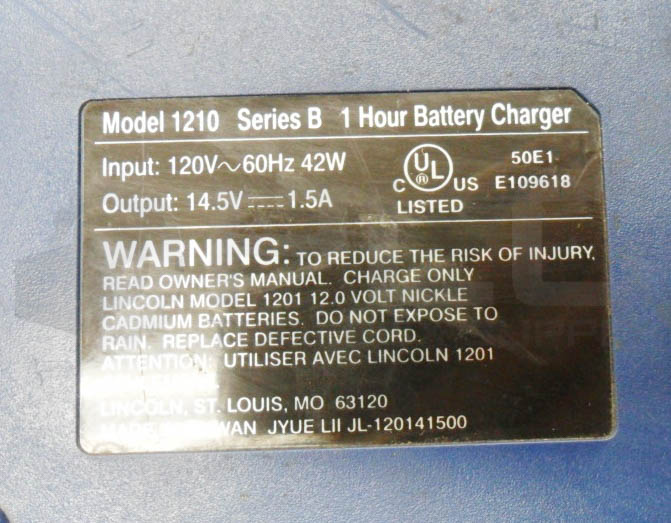 Model 1210 Series B 1 Hour Battery Charger
Input: 120V~60Hz 42W
Output: 14.5V⎓1.5A
C UL US
®
LISTED
50E1
E109618
WARNING: TO REDUCE THE RISK OF INJURY,
READ OWNER'S MANUAL. CHARGE ONLY
LINCOLN MODEL 1201 12.0 VOLT NICKLE
CADMIUM BATTERIES. DO NOT EXPOSE TO
RAIN. REPLACE DEFECTIVE CORD.
ATTENTION: UTILISER AVEC LINCOLN 1201
LINCOLN, ST. LOUIS, MO 63120
JYUE LII JL-120141500